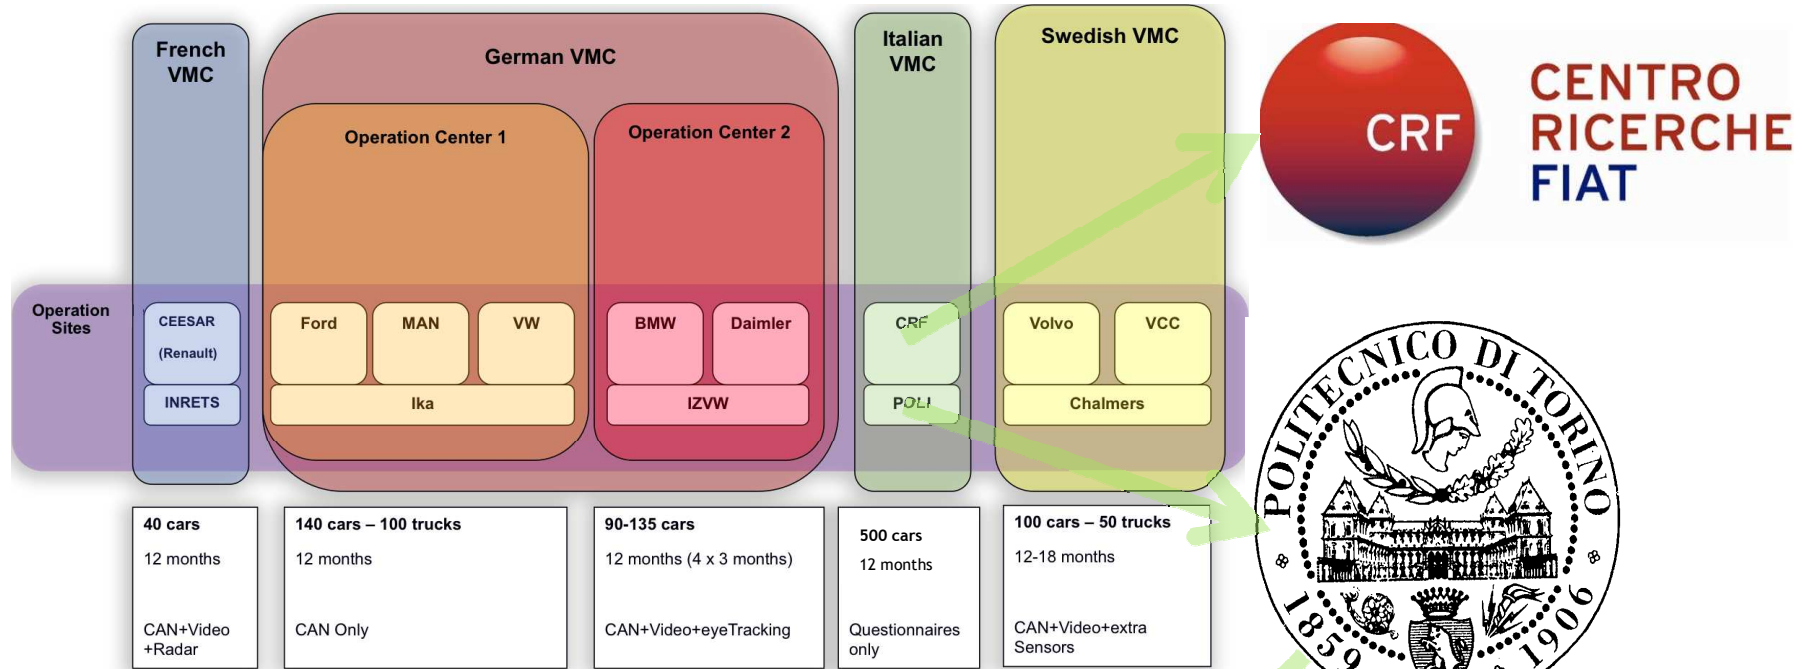 French
VMC
German VMC
Italian
VMC
Swedish VMC
Operation Center 1
Operation Center 2
CRF
CENTRO
RICERCHE
FIAT
Operation
Sites
CEESAR
(Renault)
INRETS
Ford
MAN
VW
Ika
BMW
Daimler
IZVW
CRF
POLI
Volvo
VCC
Chalmers
POLITECNICO DI TORINO
1859
1906
40 cars
12 months
CAN+Video
+Radar
140 cars – 100 trucks
12 months
CAN Only
90-135 cars
12 months (4 x 3 months)
CAN+Video+eyeTracking
500 cars
12 months
Questionnaires
only
100 cars – 50 trucks
12-18 months
CAN+Video+extra
Sensors